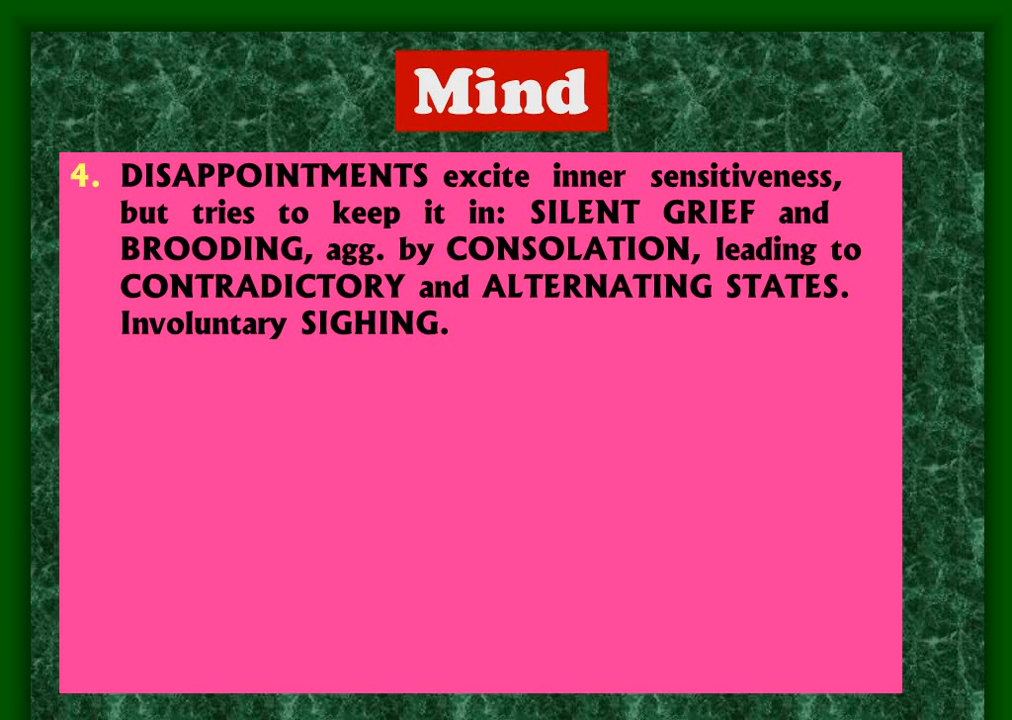 Mind
4. DISAPPOINTMENTS excite inner sensitiveness,
but tries to keep it in: SILENT GRIEF and
BROODING, agg. by CONSOLATION, leading to
CONTRADICTORY and ALTERNATING STATES.
Involuntary SIGHING.